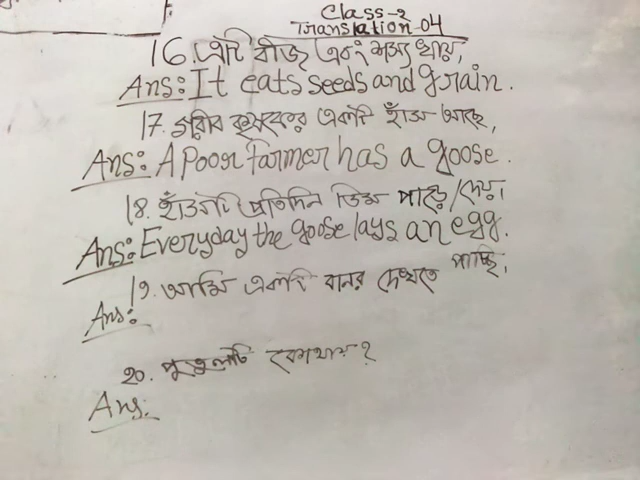 Class-২
Translation-04
16. এটি বীজ এবং শস্য খায়,
Ans: It eats seeds and grain.
17. গরীব কৃষকের একটি হাঁস আছে,
Ans: A Poor farmer has a goose.
18. হাঁসটি প্রতিদিন ডিম পাড়ে/দেয়।
Ans: Everyday the goose lays an egg.
19. আমি একটি বানর দেখতে পাচ্ছি,
Ans:
২০. পুতুলটি কোথায়?
Ans: